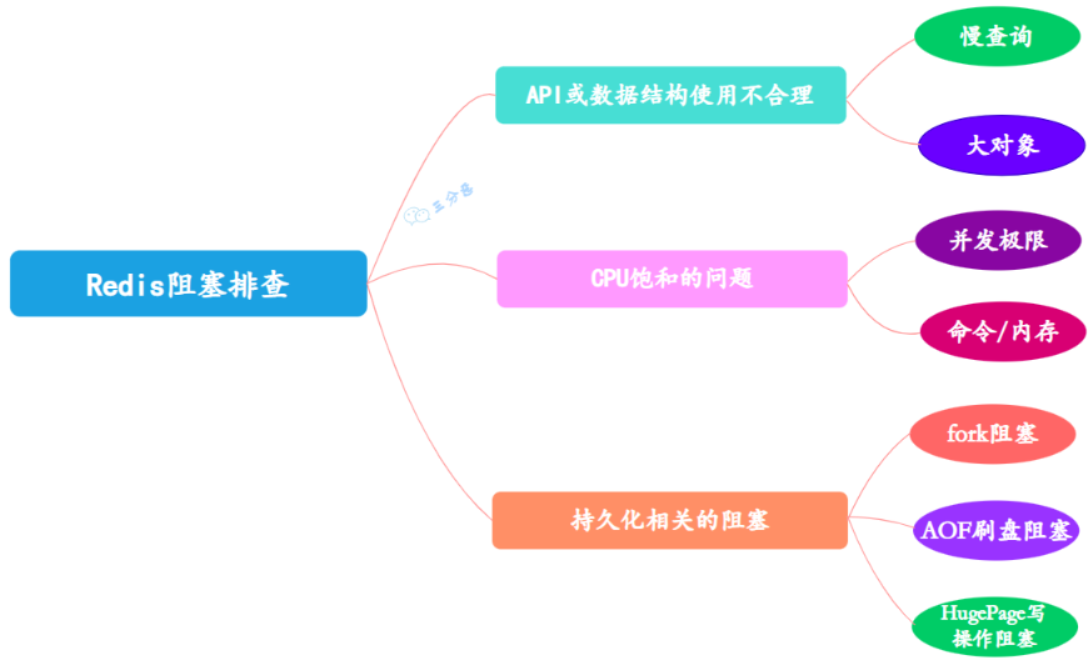 Redis阻塞排查
API或数据结构使用不合理
慢查询
大对象
三分恶
CPU饱和的问题
并发极限
命令/内存
持久化相关的阻塞
fork阻塞
AOF刷盘阻塞
HugePage写
操作阻塞